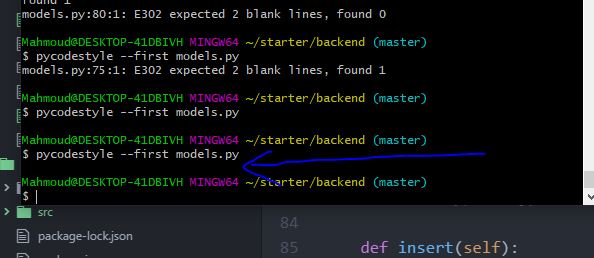 found 1
models.py:80:1: E302 expected 2 blank lines, found 0
Mahmoud@DESKTOP-41DBIVH MINGW64 ~/starter/backend (master)
$ pycodestyle --first models.py
models.py:75:1: E302 expected 2 blank lines, found 1
Mahmoud@DESKTOP-41DBIVH MINGW64 ~/starter/backend (master)
$ pycodestyle --first models.py
Mahmoud@DESKTOP-41DBIVH MINGW64 ~/starter/backend (master)
$ pycodestyle --first models.py
Mahmoud@DESKTOP-41DBIVH MINGW64 ~/starter/backend (master)
$
src
84
package-lock.json
85 def insert(self):